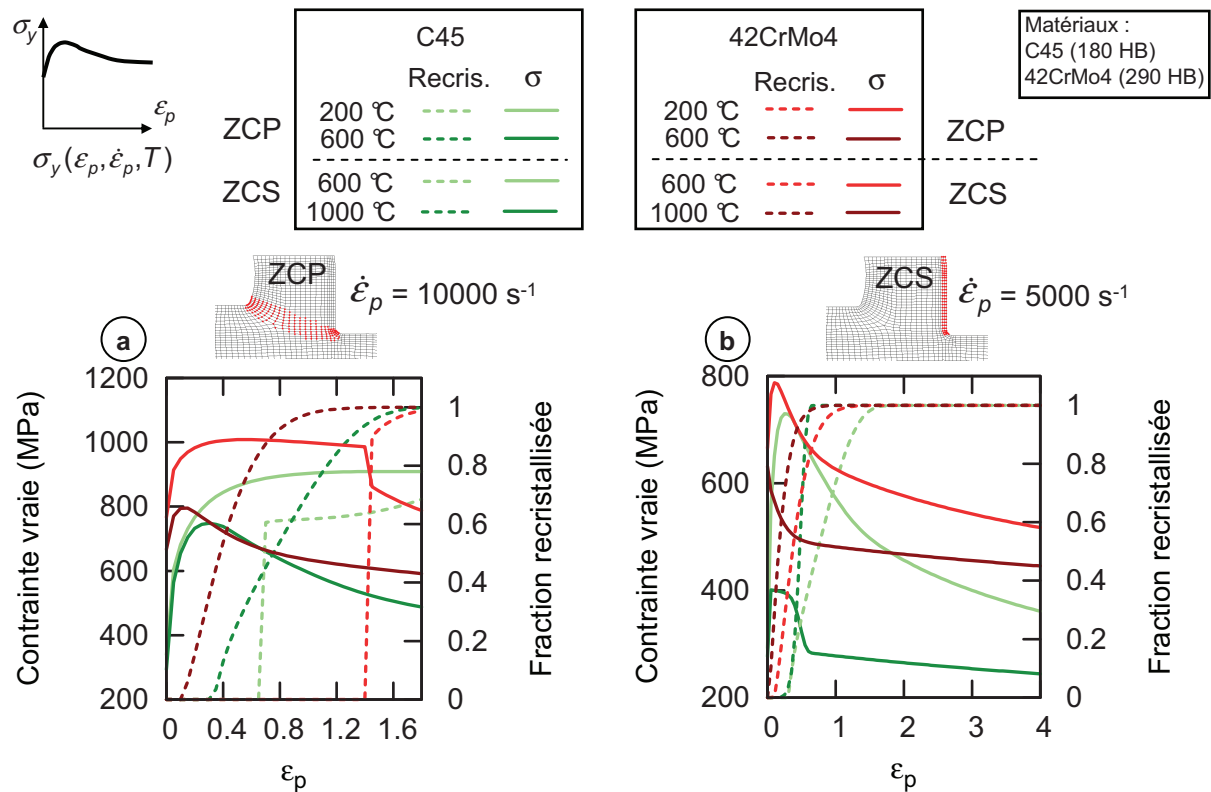 σy
εp
σy(εp, ε̇p, T)
C45
Recris. σ
ZCP
200 °C
600 °C
ZCS
600 °C
1000 °C
42CrMo4
Recris. σ
200 °C
600 °C
ZCP
600 °C
1000 °C
ZCS
Matériaux :
C45 (180 HB)
42CrMo4 (290 HB)
ZCP
ε̇p = 10000 s-1
a
Contrainte vraie (MPa)
1200
1000
800
600
400
200
0 0.4 0.8 1.2 1.6
εp
1
0.8
0.6
0.4
0.2
0
Fraction recristallisée
ZCS
ε̇p = 5000 s-1
b
Contrainte vraie (MPa)
800
600
400
200
0 1 2 3 4
εp
1
0.8
0.6
0.4
0.2
0
Fraction recristallisée